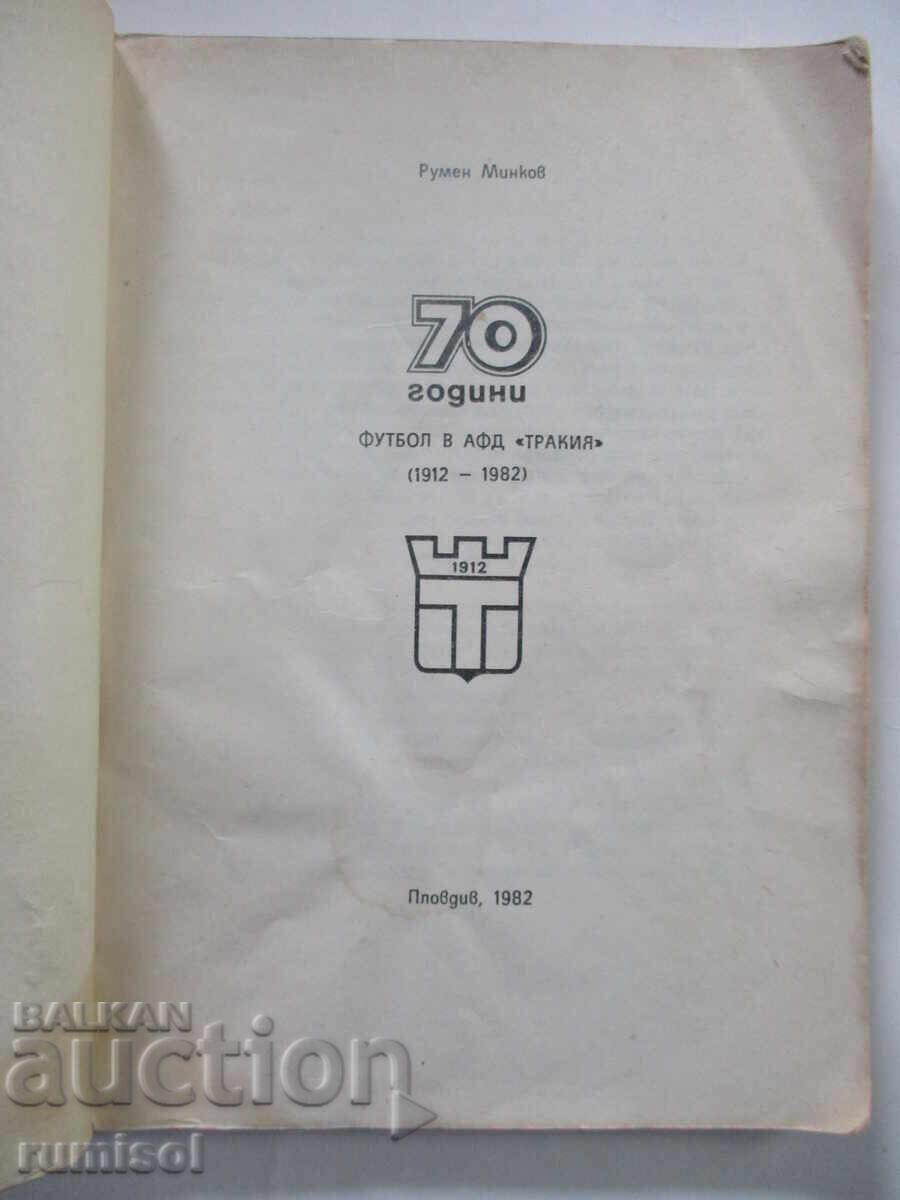 Румен Минков
70
години
ФУТБОЛ В АФД «ТРАКИЯ»
(1912 – 1982)
1912
Т
Пловдив, 1982
BALKAN
auction
rumisol